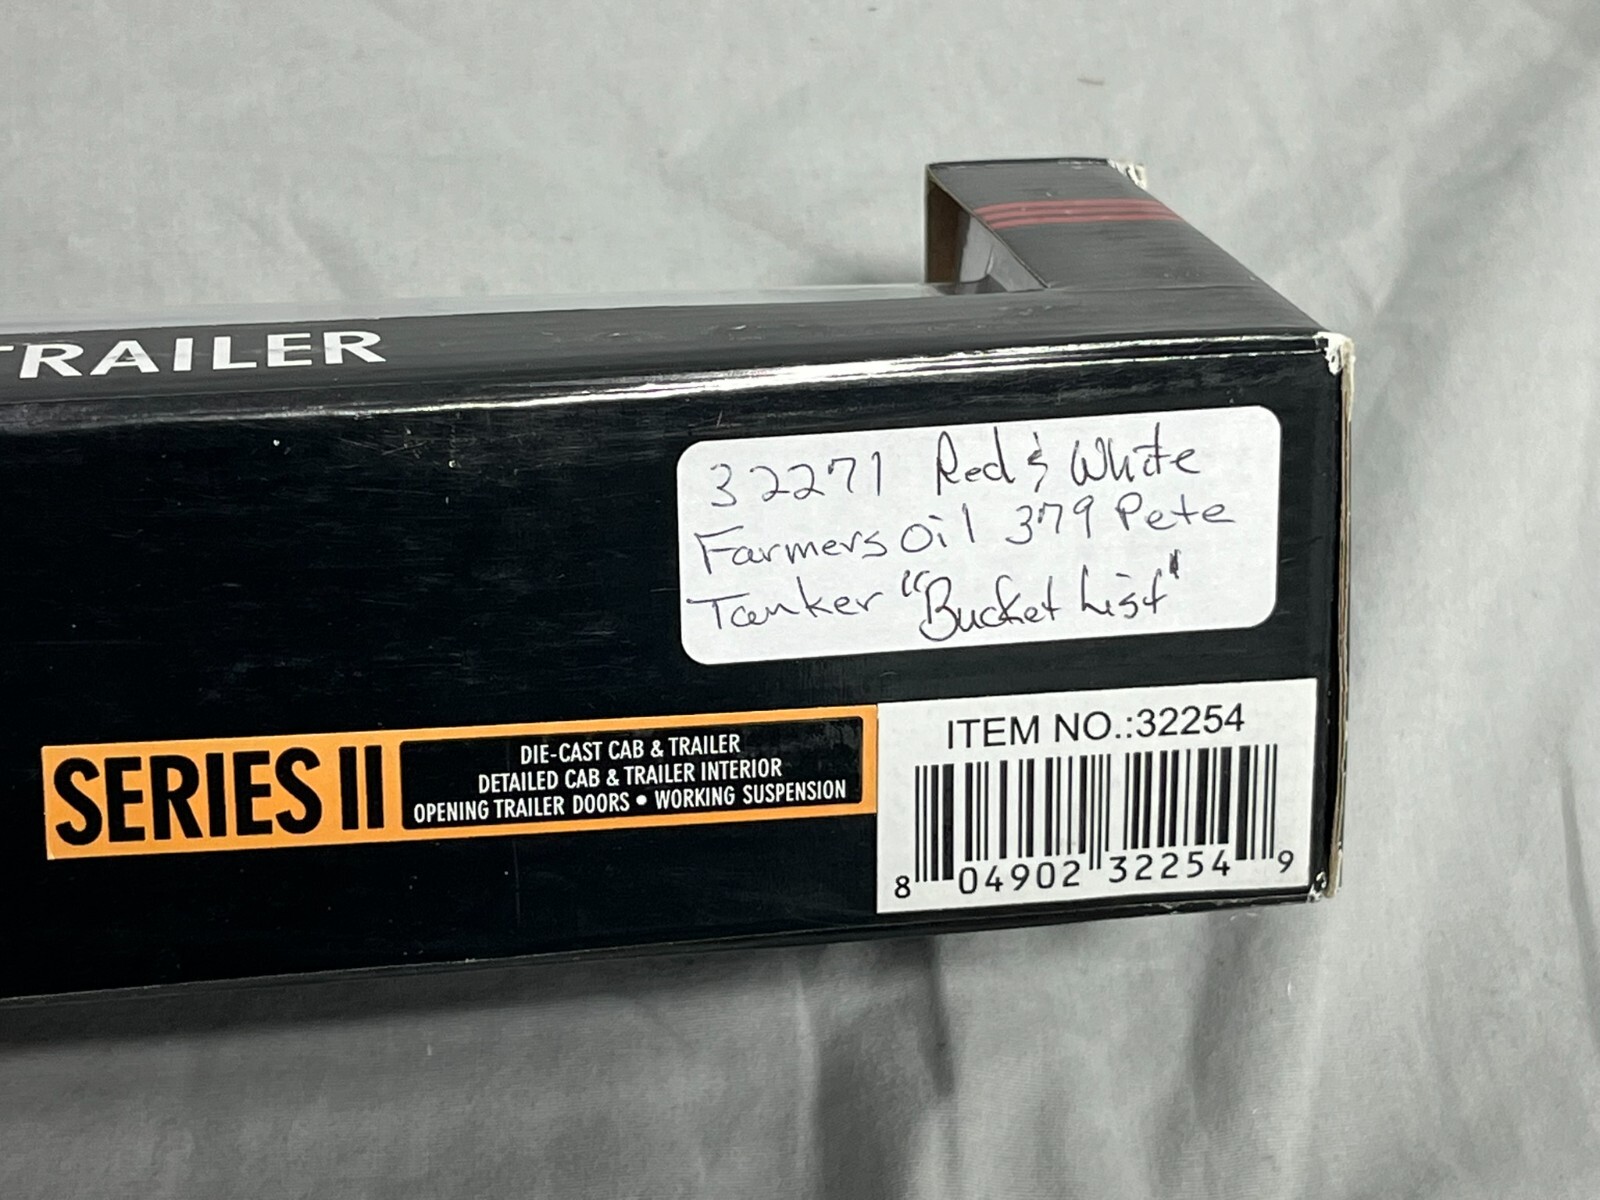 TRAILER
32271 Red & White
Farmers Oil 379 Pete
Tanker "Bucket List"
SERIES II
DIE-CAST CAB & TRAILER
DETAILED CAB & TRAILER INTERIOR
OPENING TRAILER DOORS • WORKING SUSPENSION
ITEM NO.:32254
8 04902 32254 9